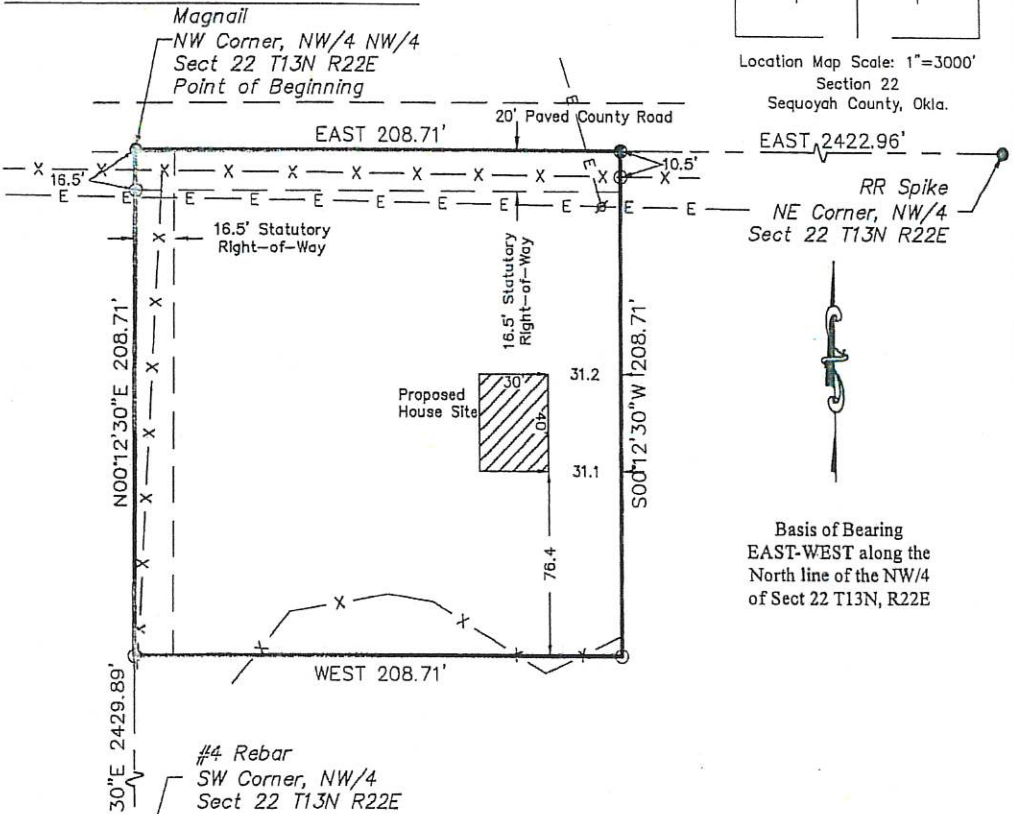 Magnail
NW Corner, NW/4 NW/4
Sect 22 T13N R22E
Point of Beginning
Location Map Scale: 1"=3000'
Section 22
Sequoyah County, Okla.
E
20' Paved County Road
EAST 208.71'
EAST 2422.96'
E
10.5'
X X X X X X X X X X X
16.5'
RR Spike
NE Corner, NW/4
Sect 22 T13N R22E
E E E E E E E E E E E
16.5' Statutory
Right-of-Way
16.5' Statutory
Right-of-Way
X
X
X
X
X
X
X
N00°12'30"E 208.71'
S00°12'30"W 208.71'
Proposed
House Site
30'
40'
31.2
31.1
76.4
Basis of Bearing
EAST-WEST along the
North line of the NW/4
of Sect 22 T13N, R22E
X X X X X
WEST 208.71'
30"E 2429.89'
#4 Rebar
SW Corner, NW/4
Sect 22 T13N R22E